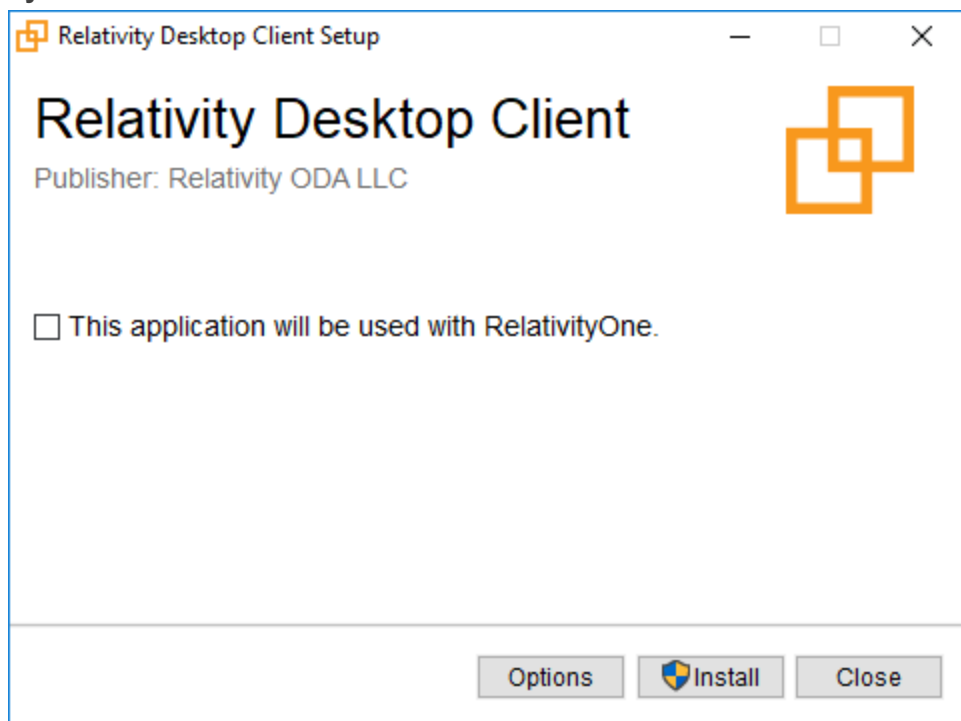 Relativity Desktop Client Setup
Relativity Desktop Client
Publisher: Relativity ODA LLC
This application will be used with RelativityOne.
Options
Install
Close